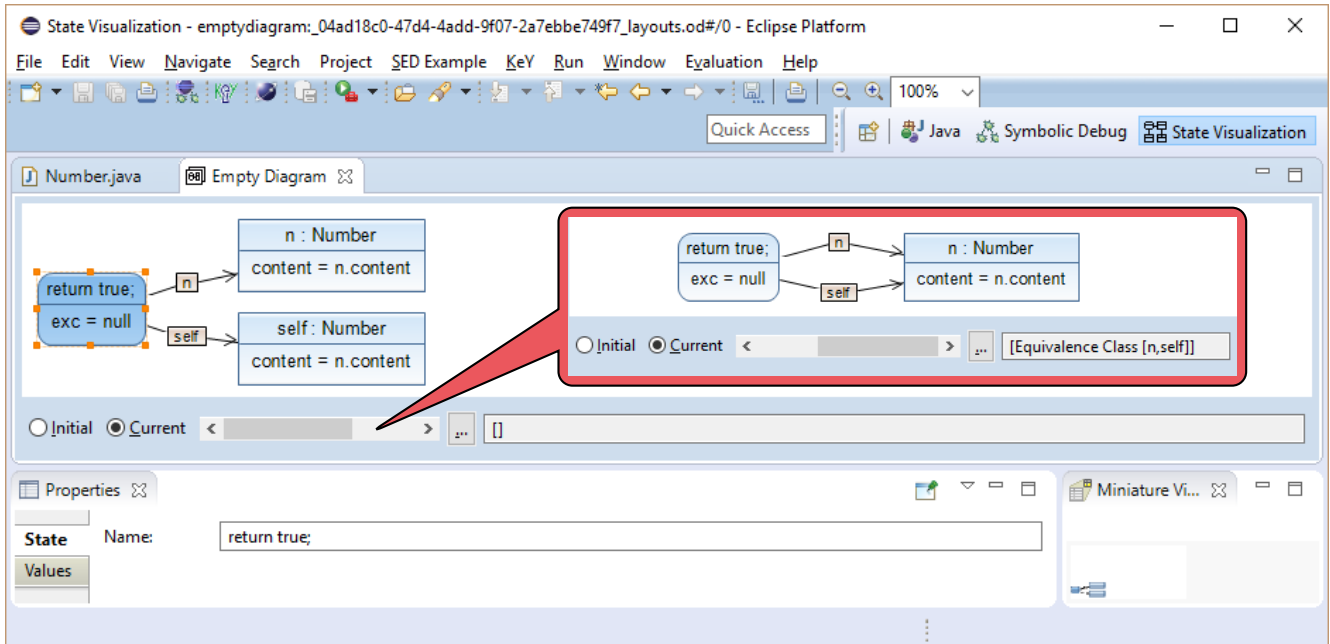 State Visualization - emptydiagram:_04ad18c0-47d4-4add-9f07-2a7ebbe749f7_layouts.od#/0 - Eclipse Platform
File Edit View Navigate Search Project SED Example KeY Run Window Evaluation Help
100%
Quick Access Java Symbolic Debug State Visualization
Number.java Empty Diagram
return true;
exc = null
n
self
n : Number
content = n.content
self : Number
content = n.content
Initial Current ... []
return true;
exc = null
n
self
n : Number
content = n.content
Initial Current ... [Equivalence Class [n,self]]
Properties
State
Values
Name: return true;
Miniature Vi...